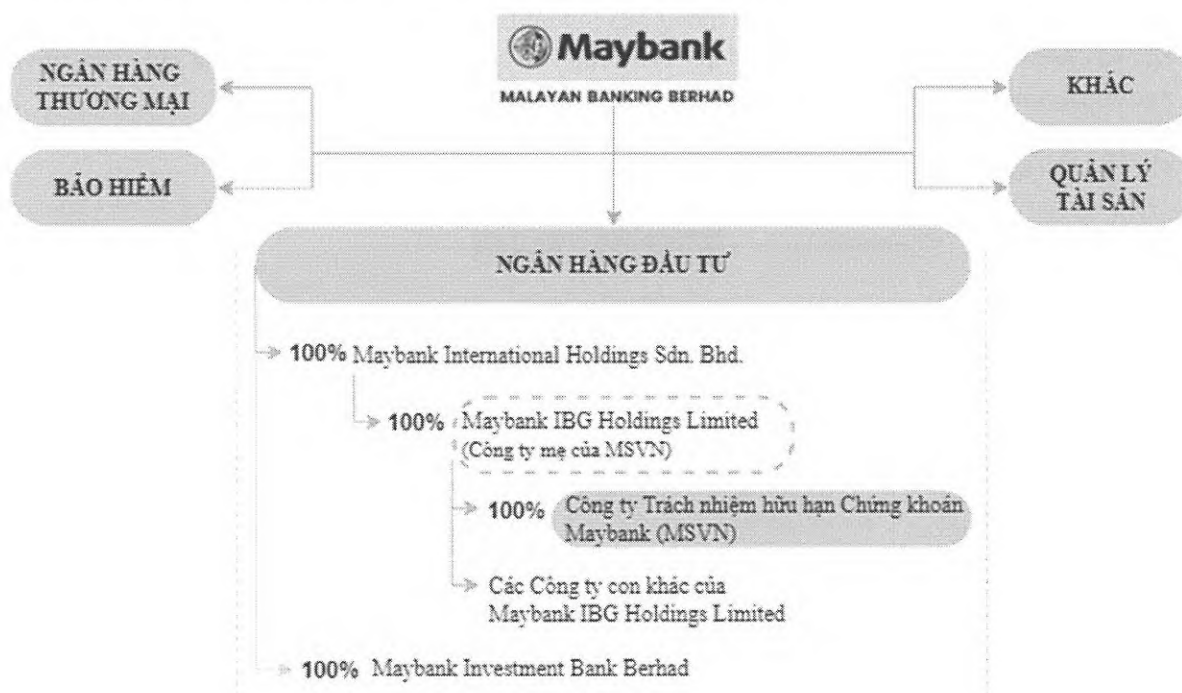 Maybank
MALAYAN BANKING BERHAD
NGÂN HÀNG
THƯƠNG MẠI
KHÁC
BẢO HIỂM
QUẢN LÝ
TÀI SẢN
NGÂN HÀNG ĐẦU TƯ
100% Maybank International Holdings Sdn. Bhd.
100% Maybank IBG Holdings Limited
(Công ty mẹ của MSVN)
100% Công ty Trách nhiệm hữu hạn Chứng khoán
Maybank (MSVN)
Các Công ty con khác của
Maybank IBG Holdings Limited
100% Maybank Investment Bank Berhad